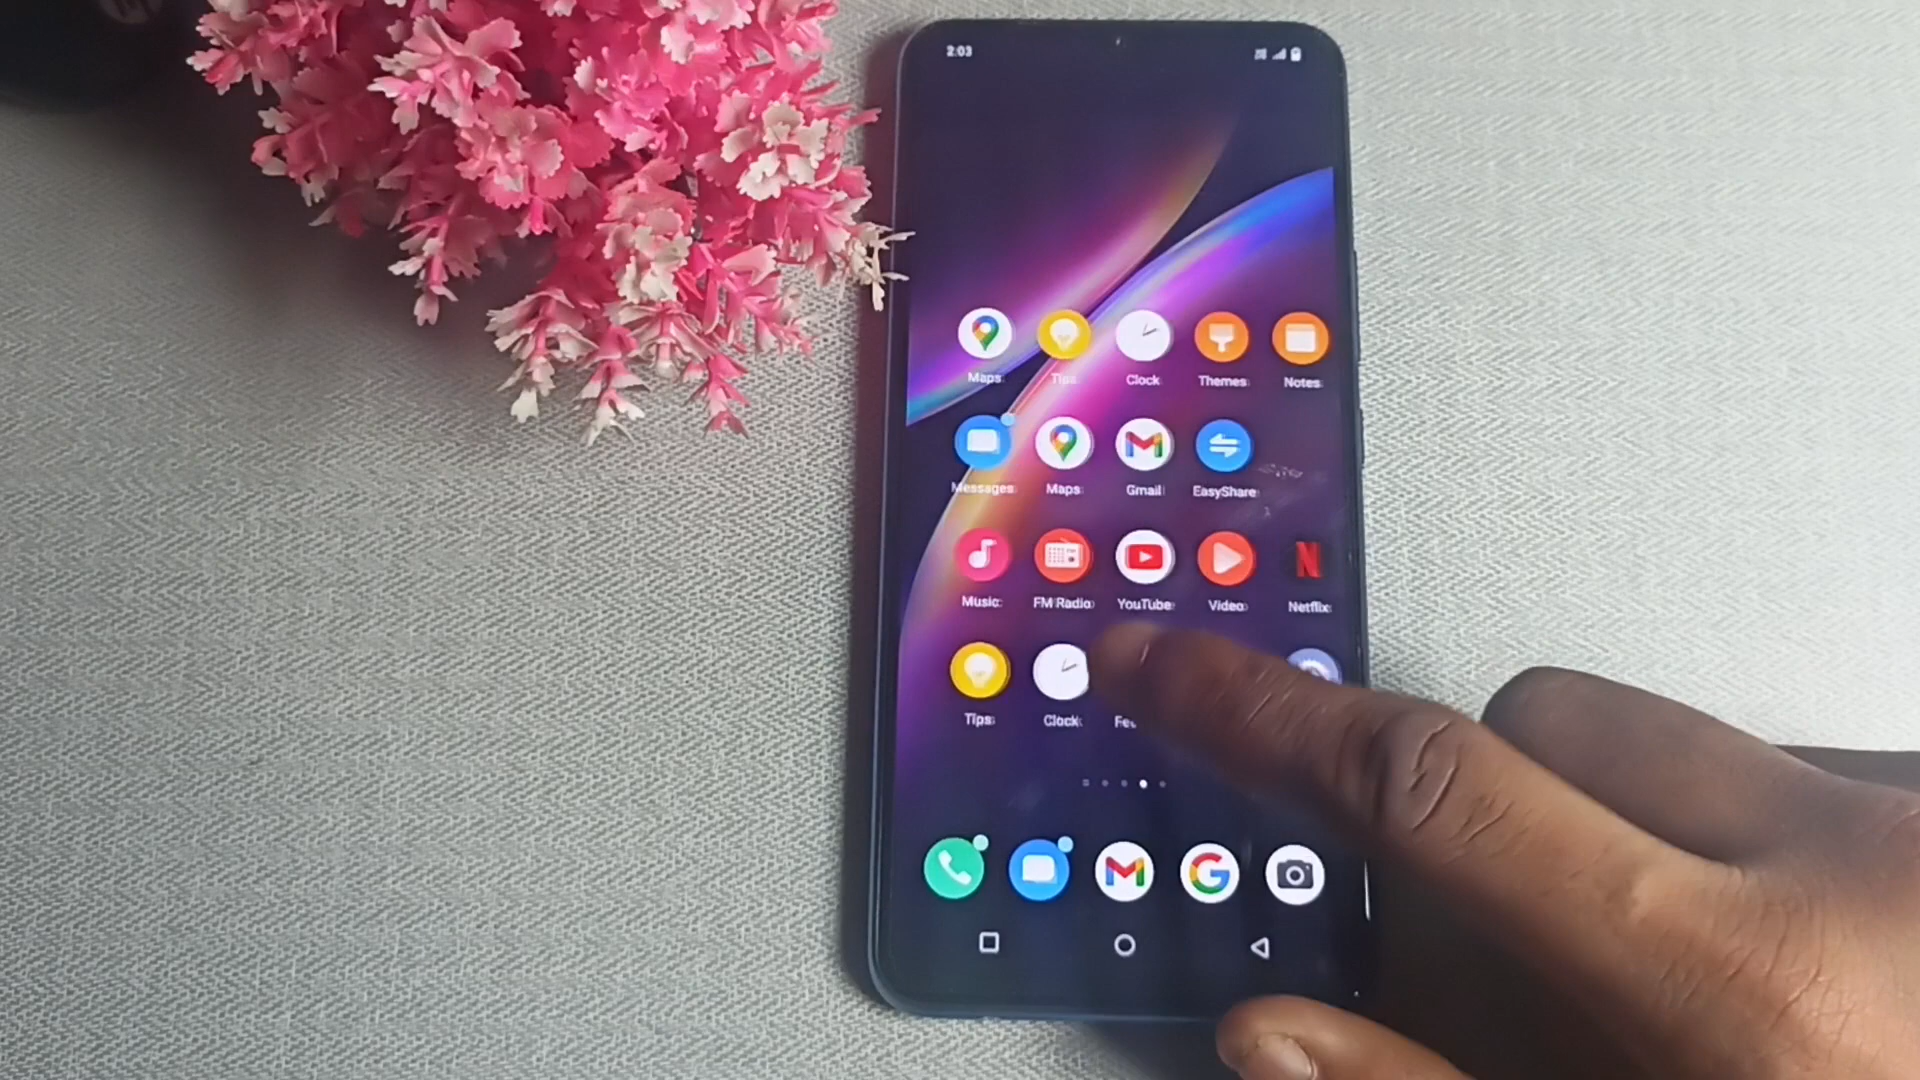 2:03
Maps Tips Clock Themes Notes
Messages Maps Gmail EasyShare
Music FM Radio YouTube Video Netflix
Tips Clock